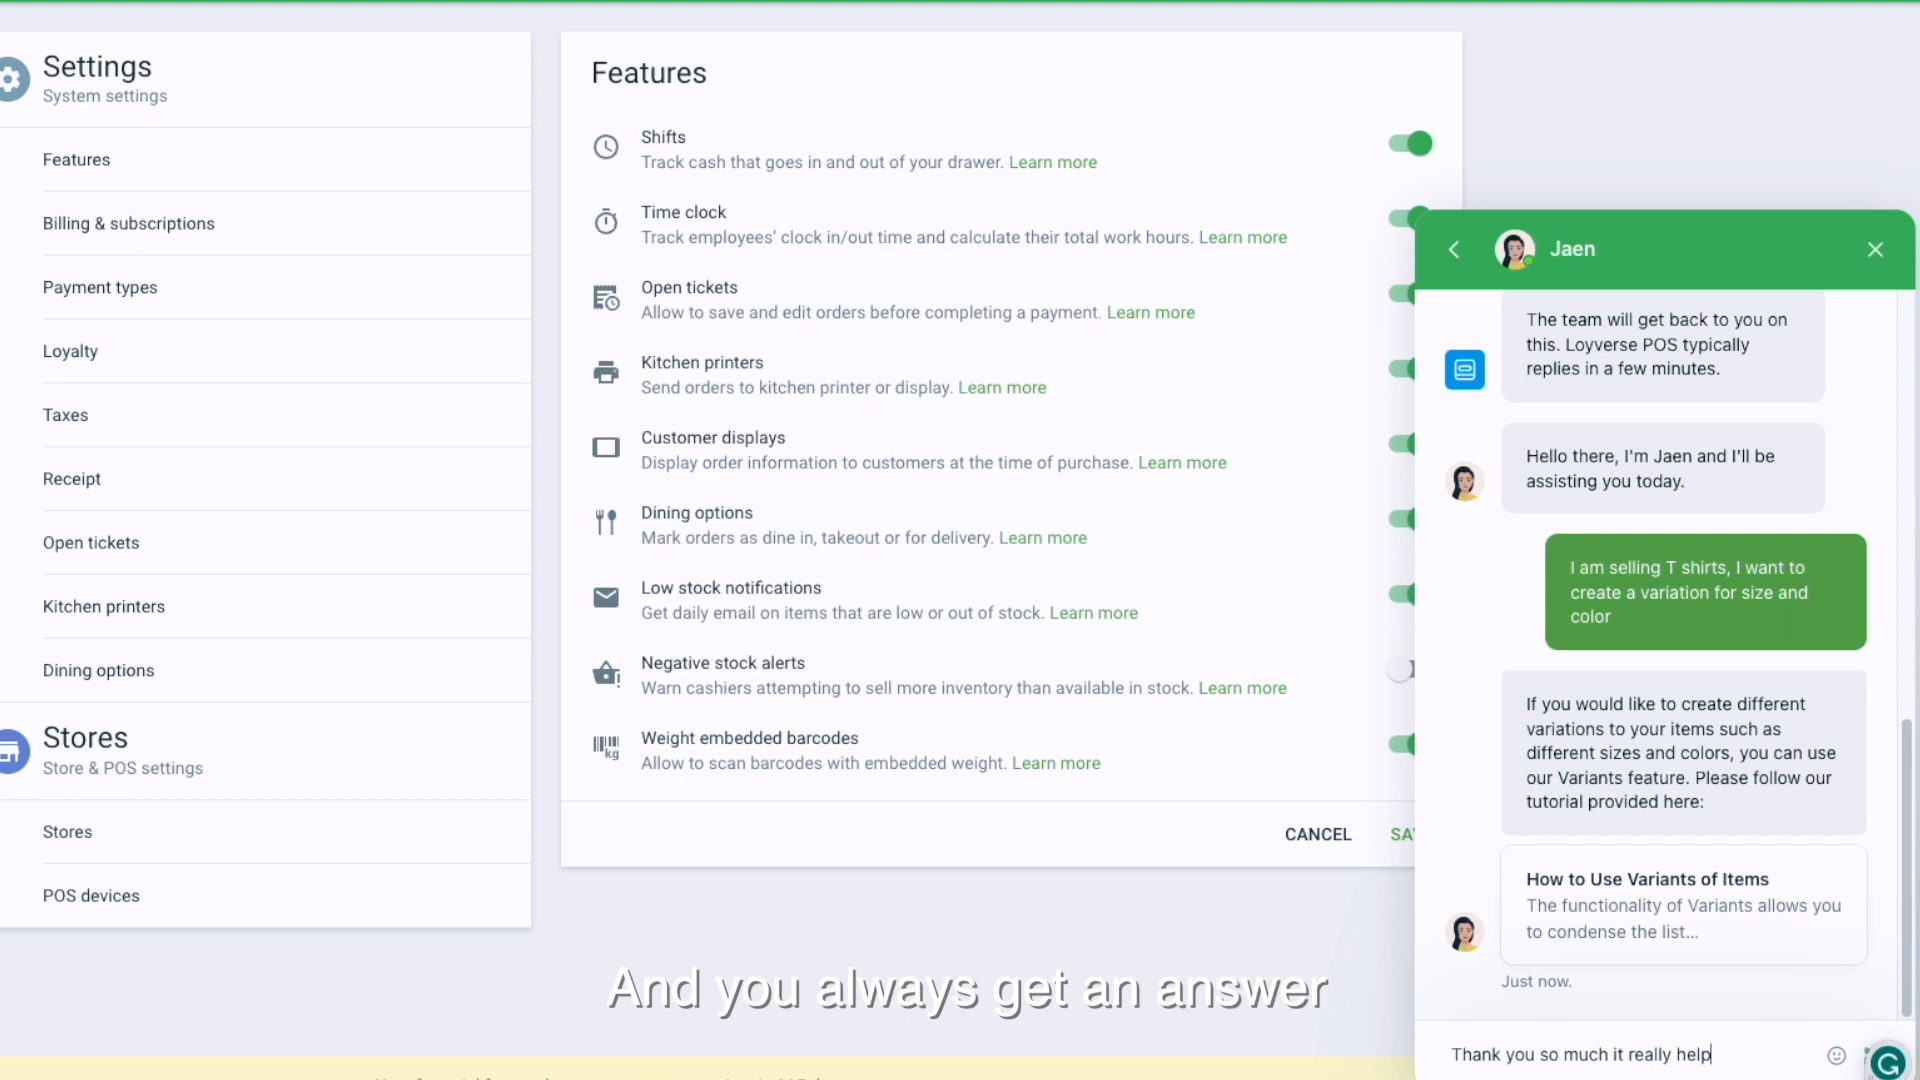 Settings
System settings
Features
Billing & subscriptions
Payment types
Loyalty
Taxes
Receipt
Open tickets
Kitchen printers
Dining options
Stores
Store & POS settings
Stores
POS devices
Features
Shifts
Track cash that goes in and out of your drawer. Learn more
Time clock
Track employees' clock in/out time and calculate their total work hours. Learn more
Open tickets
Allow to save and edit orders before completing a payment. Learn more
Kitchen printers
Send orders to kitchen printer or display. Learn more
Customer displays
Display order information to customers at the time of purchase. Learn more
Dining options
Mark orders as dine in, takeout or for delivery. Learn more
Low stock notifications
Get daily email on items that are low or out of stock. Learn more
Negative stock alerts
Warn cashiers attempting to sell more inventory than available in stock. Learn more
kg
Weight embedded barcodes
Allow to scan barcodes with embedded weight. Learn more
CANCEL
Jaen
The team will get back to you on
this. Loyverse POS typically
replies in a few minutes.
Hello there, I'm Jaen and I'll be
assisting you today.
I am selling T shirts, I want to
create a variation for size and
color
If you would like to create different
variations to your items such as
different sizes and colors, you can use
our Variants feature. Please follow our
tutorial provided here:
How to Use Variants of Items
The functionality of Variants allows you
to condense the list...
Just now.
Thank you so much it really help
And you always get an answer